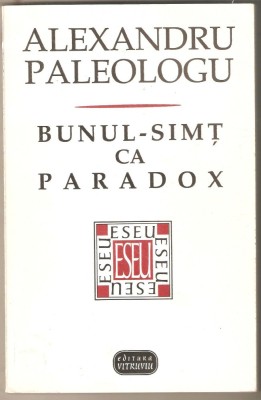 ALEXANDRU
PALEOLOGU
BUNUL-SIMȚ
CA
PARADOX
ESEU
ESEU
ESEU
ESEU
ESEU
editura
VITRUVIU